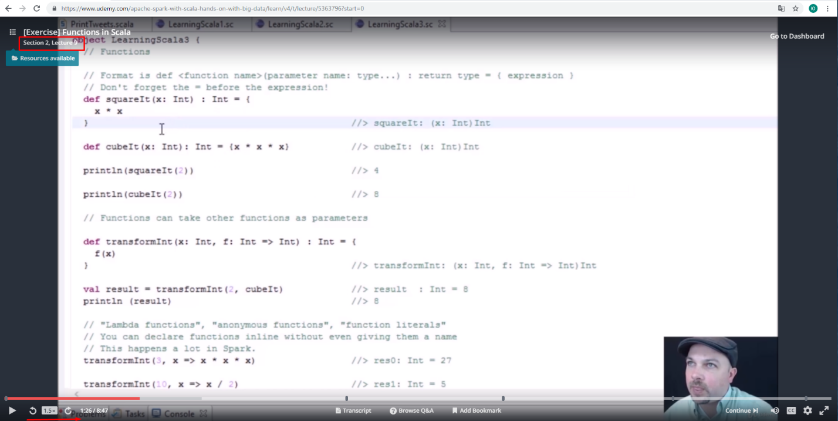 https://www.udemy.com/apache-spark-with-scala-hands-on-with-big-data/learn/v4/t/lecture/5363796?start=0
PrintTweets.scala LearningScala1.sc LearningScala2.sc LearningScala3.sc
[Exercise] Functions in Scala
Go to Dashboard
object LearningScala3 {
Section 2, Lecture 9
// Functions
Resources available
// Format is def <function name>(parameter name: type...) : return type = { expression }
// Don't forget the = before the expression!
def squareIt(x: Int) : Int = {
x * x
} //> squareIt: (x: Int)Int
def cubeIt(x: Int): Int = {x * x * x} //> cubeIt: (x: Int)Int
println(squareIt(2)) //> 4
println(cubeIt(2)) //> 8
// Functions can take other functions as parameters
def transformInt(x: Int, f: Int => Int) : Int = {
f(x)
} //> transformInt: (x: Int, f: Int => Int)Int
val result = transformInt(2, cubeIt) //> result : Int = 8
println (result) //> 8
// "Lambda functions", "anonymous functions", "function literals"
// You can declare functions inline without even giving them a name
// This happens a lot in Spark.
transformInt(3, x => x * x * x) //> res0: Int = 27
transformInt(10, x => x / 2) //> res1: Int = 5
1:26 / 8:47 Transcript Browse Q&A Add Bookmark Continue
Problems Tasks Console